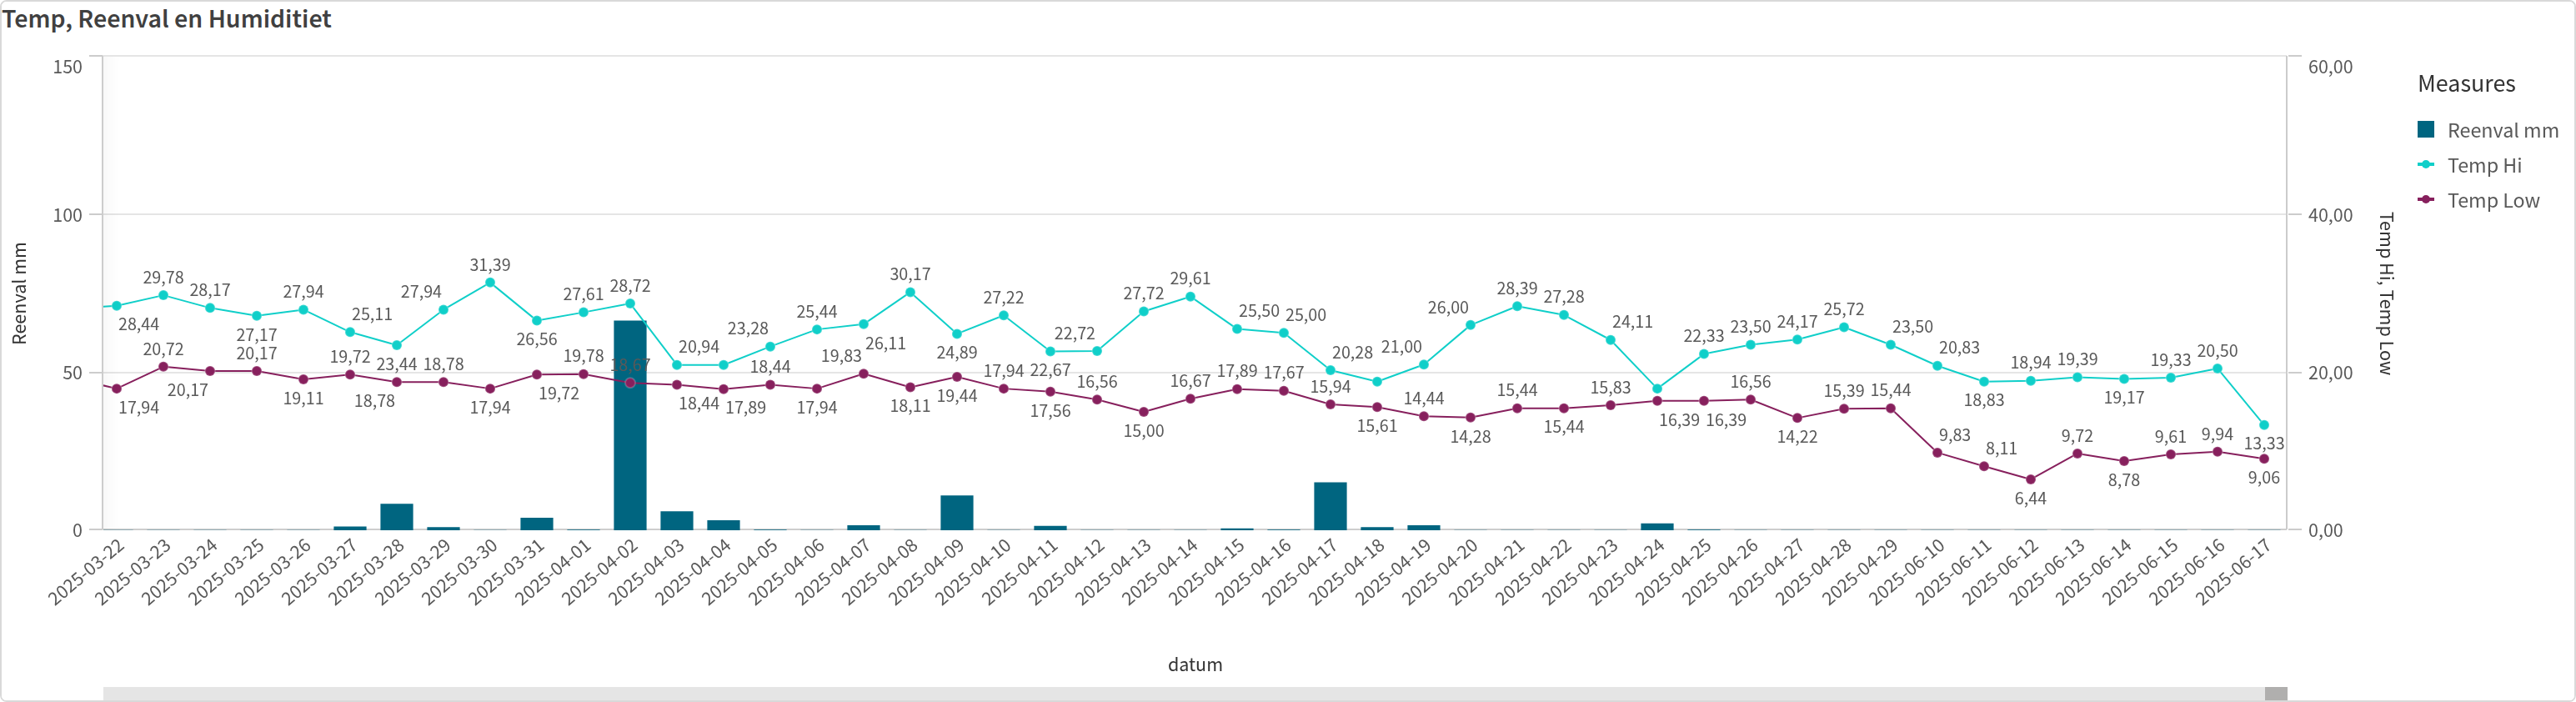 Temp, Reenval en Humiditiet
Measures
Reenval mm
Temp Hi
Temp Low
Reenval mm
150
100
50
0
60,00
40,00
20,00
0,00
Temp Hi, Temp Low
28,44 29,78 28,17 27,17 27,94 25,11 23,44 27,94 31,39 26,56 27,61 28,72 20,94 23,28 25,44 26,11 30,17 24,89 27,22 22,67 22,72 27,72 29,61 25,50 25,00 20,28 21,00 26,00 28,39 27,28 24,11 22,33 23,50 24,17 25,72 23,50 20,83 18,83 18,94 19,39 19,17 19,33 20,50 13,33
17,94 20,72 20,17 20,17 19,11 19,72 18,78 18,78 17,94 19,72 19,78 18,67 18,44 17,89 18,44 17,94 19,83 18,11 19,44 17,94 17,56 16,56 15,00 16,67 17,89 17,67 15,94 15,61 14,44 14,28 15,44 15,44 15,83 16,39 16,39 16,56 14,22 15,39 15,44 9,83 8,11 6,44 9,72 8,78 9,61 9,94 9,06
2025-03-22 2025-03-23 2025-03-24 2025-03-25 2025-03-26 2025-03-27 2025-03-28 2025-03-29 2025-03-30 2025-03-31 2025-04-01 2025-04-02 2025-04-03 2025-04-04 2025-04-05 2025-04-06 2025-04-07 2025-04-08 2025-04-09 2025-04-10 2025-04-11 2025-04-12 2025-04-13 2025-04-14 2025-04-15 2025-04-16 2025-04-17 2025-04-18 2025-04-19 2025-04-20 2025-04-21 2025-04-22 2025-04-23 2025-04-24 2025-04-25 2025-04-26 2025-04-27 2025-04-28 2025-04-29 2025-06-10 2025-06-11 2025-06-12 2025-06-13 2025-06-14 2025-06-15 2025-06-16 2025-06-17
datum